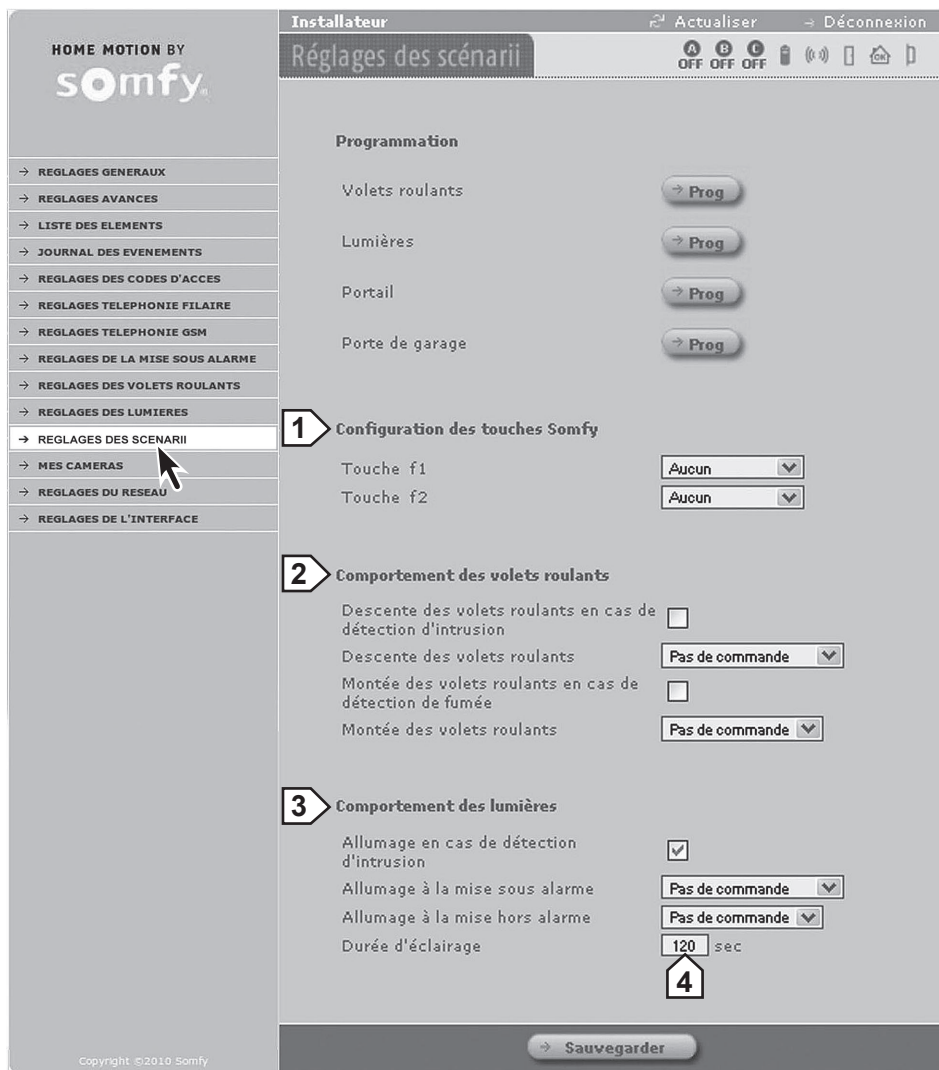 Installateur
Actualiser
Déconnexion
HOME MOTION BY
somfy®
Réglages des scénarii
A B C
OFF OFF OFF
OK
REGLAGES GENERAUX
REGLAGES AVANCES
LISTE DES ELEMENTS
JOURNAL DES EVENEMENTS
REGLAGES DES CODES D'ACCES
REGLAGES TELEPHONIE FILAIRE
REGLAGES TELEPHONIE GSM
REGLAGES DE LA MISE SOUS ALARME
REGLAGES DES VOLETS ROULANTS
REGLAGES DES LUMIERES
REGLAGES DES SCENARII
MES CAMERAS
REGLAGES DU RESEAU
REGLAGES DE L'INTERFACE
Programmation
Volets roulants Prog
Lumières Prog
Portail Prog
Porte de garage Prog
1 Configuration des touches Somfy
Touche f1 Aucun
Touche f2 Aucun
2 Comportement des volets roulants
Descente des volets roulants en cas de
détection d'intrusion
Descente des volets roulants Pas de commande
Montée des volets roulants en cas de
détection de fumée
Montée des volets roulants Pas de commande
3 Comportement des lumières
Allumage en cas de détection
d'intrusion
Allumage à la mise sous alarme Pas de commande
Allumage à la mise hors alarme Pas de commande
Durée d'éclairage 120 sec
4
Sauvegarder
Copyright ©2010 Somfy